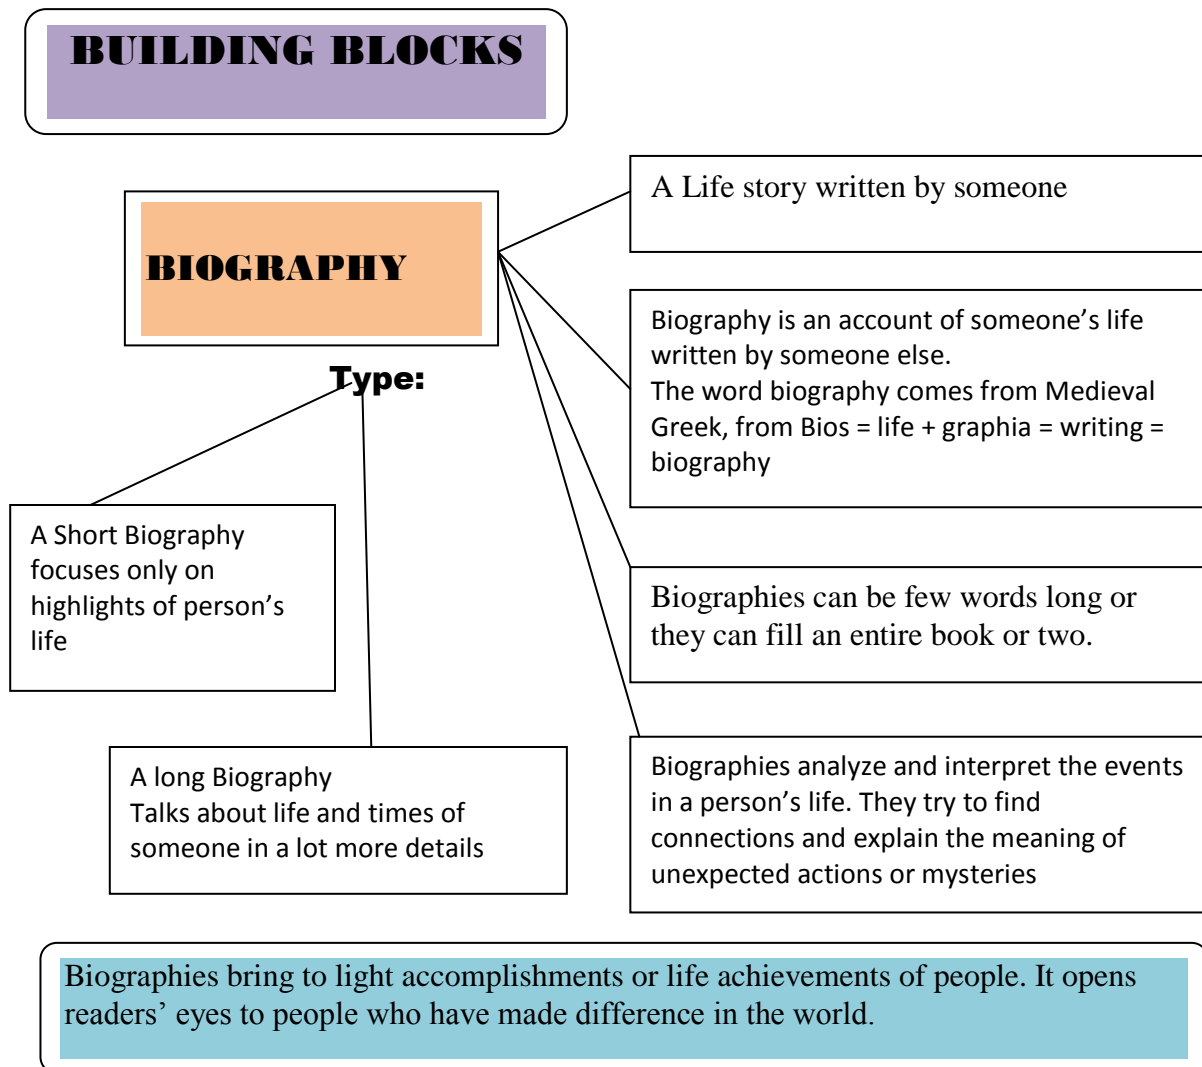 BUILDING BLOCKS
BIOGRAPHY
A Life story written by someone
Biography is an account of someone’s life
written by someone else.
The word biography comes from Medieval
Greek, from Bios = life + graphia = writing =
biography
Type:
A Short Biography
focuses only on
highlights of person’s
life
Biographies can be few words long or
they can fill an entire book or two.
A long Biography
Talks about life and times of
someone in a lot more details
Biographies analyze and interpret the events
in a person’s life. They try to find
connections and explain the meaning of
unexpected actions or mysteries
Biographies bring to light accomplishments or life achievements of people. It opens
readers’ eyes to people who have made difference in the world.